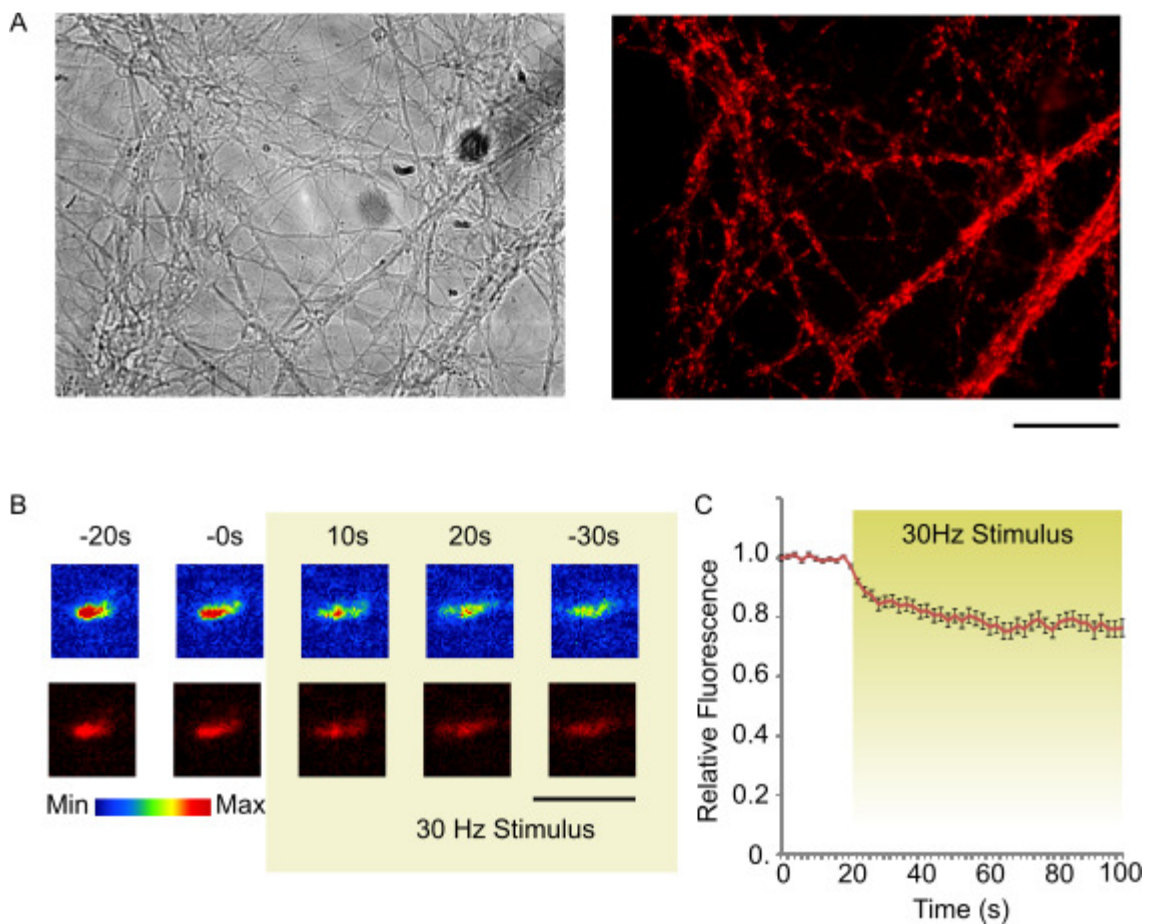 A
B
-20s -0s 10s 20s -30s
Min Max
30 Hz Stimulus
C
30Hz Stimulus
Relative Fluorescence
1.0
0.8
0.6
0.4
0.2
0.
0 20 40 60 80 100
Time (s)